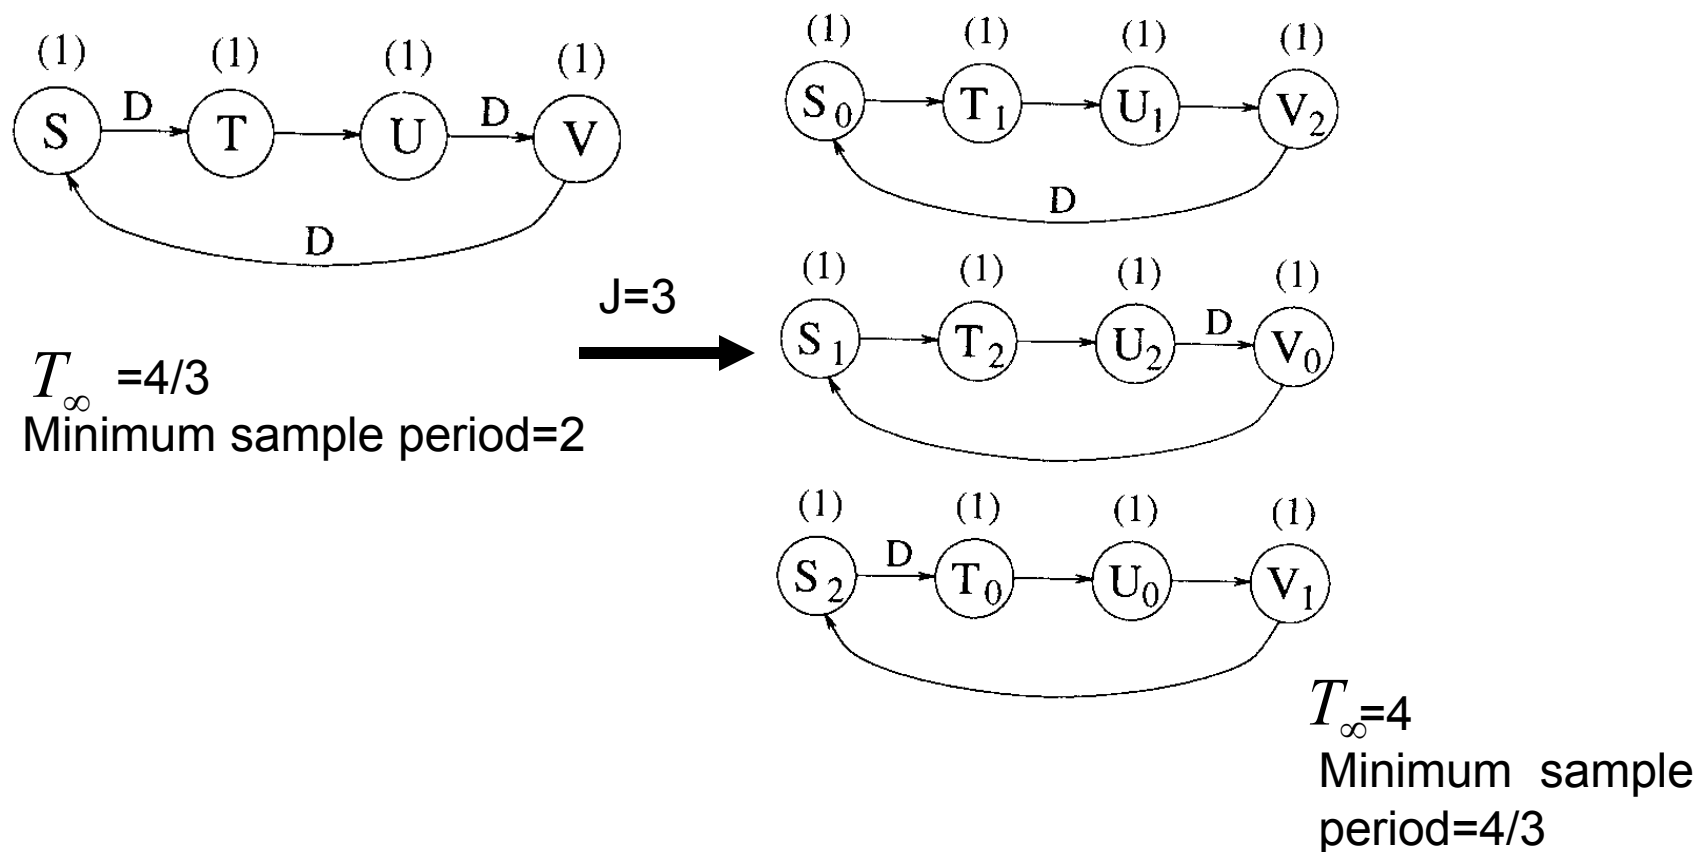 (1) (1) (1) (1)
S D T U D V
D
T∞ =4/3
Minimum sample period=2
J=3
(1) (1) (1) (1)
S0 T1 U1 V2
D
(1) (1) (1) (1)
S1 T2 U2 D V0
(1) (1) (1) (1)
S2 D T0 U0 V1
T∞=4
Minimum sample
period=4/3